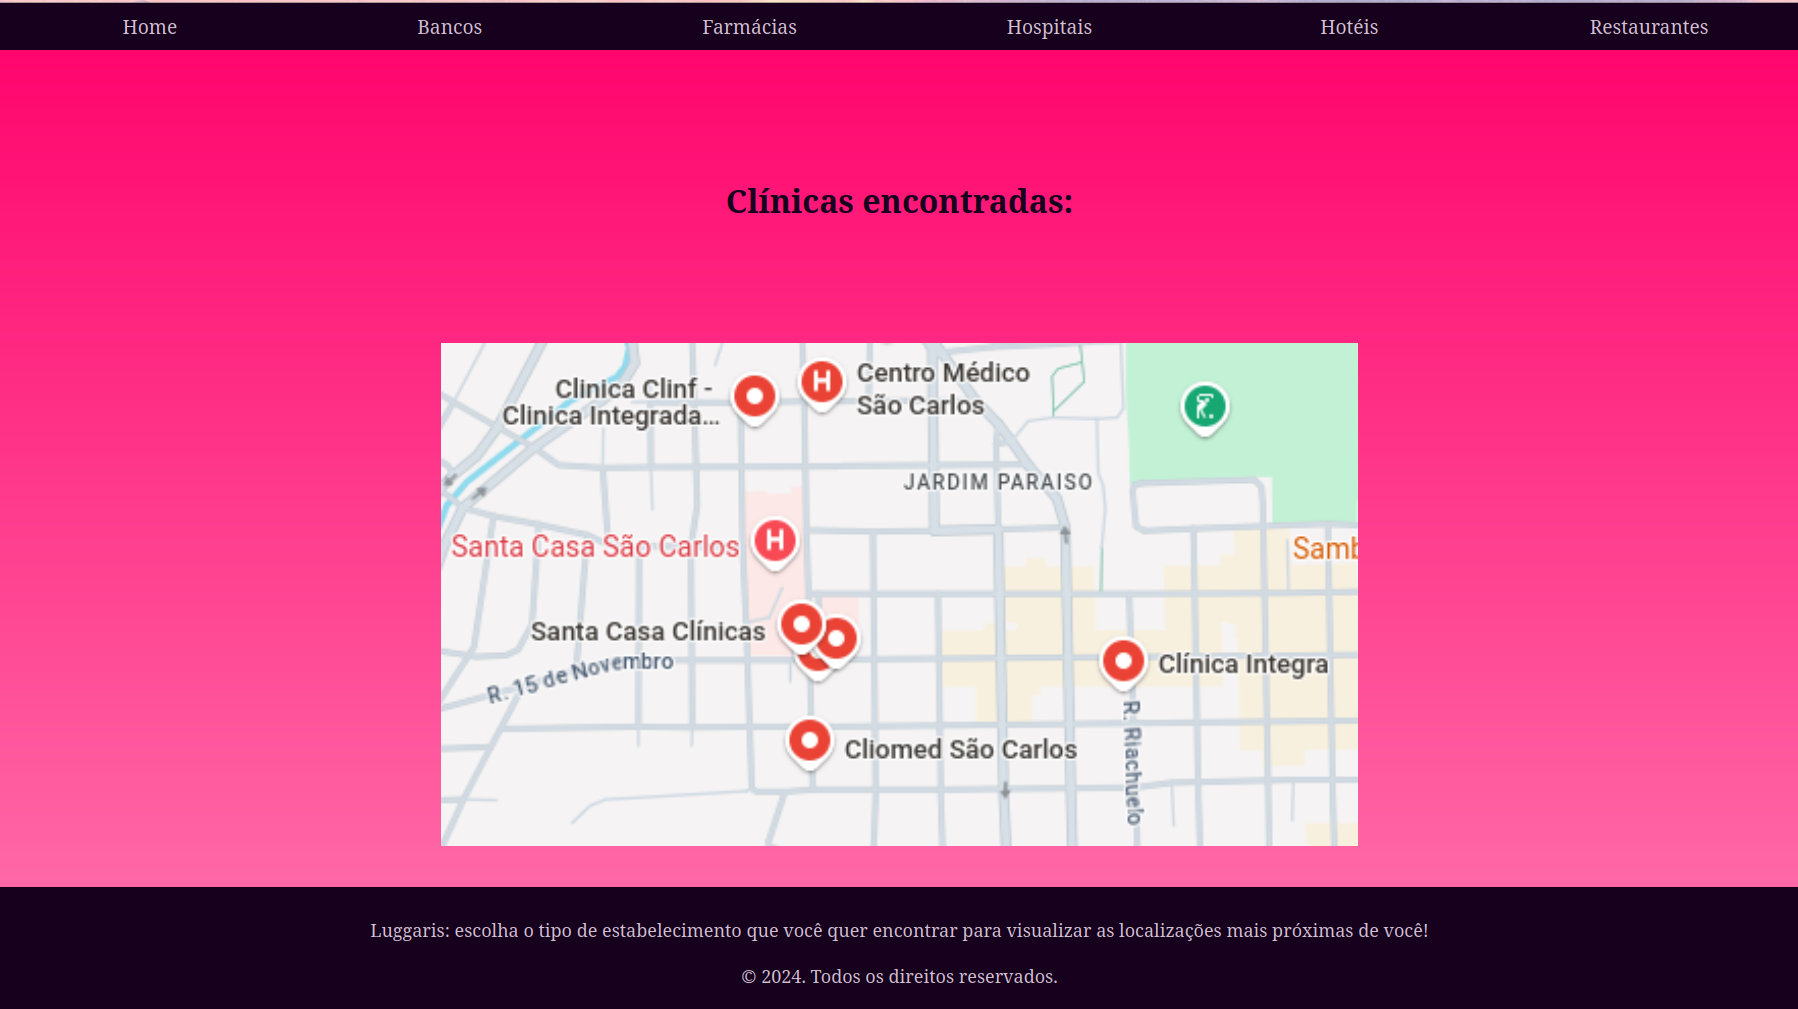 Home Bancos Farmácias Hospitais Hotéis Restaurantes
Clínicas encontradas:
Clinica Clinf -
Clinica Integrada...
Centro Médico
São Carlos
JARDIM PARAISO
Santa Casa São Carlos
Samb
Santa Casa Clínicas
R. 15 de Novembro
Clínica Integra
R. Riachuelo
Cliomed São Carlos
Luggaris: escolha o tipo de estabelecimento que você quer encontrar para visualizar as localizações mais próximas de você!
© 2024. Todos os direitos reservados.